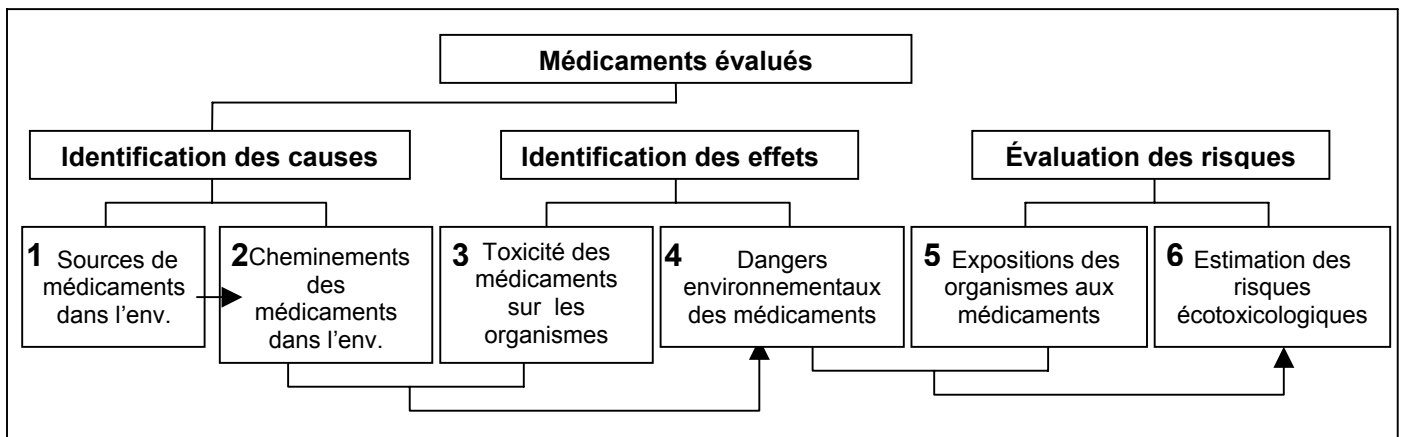 Médicaments évalués
Identification des causes
Identification des effets
Évaluation des risques
1 Sources de
médicaments
dans l'env.
2 Cheminements
des
médicaments
dans l'env.
3 Toxicité des
médicaments
sur les
organismes
4 Dangers
environnementaux
des médicaments
5 Expositions des
organismes aux
médicaments
6 Estimation des
risques
écotoxicologiques